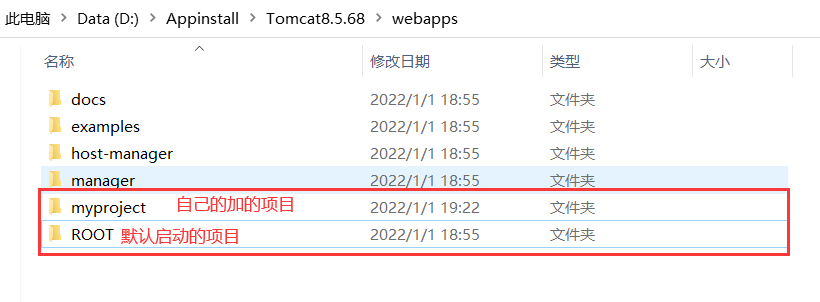 此电脑 > Data (D:) > Appinstall > Tomcat8.5.68 > webapps
名称 修改日期 类型 大小
docs 2022/1/1 18:55 文件夹
examples 2022/1/1 18:55 文件夹
host-manager 2022/1/1 18:55 文件夹
manager 2022/1/1 18:55 文件夹
myproject 自己的加的项目 2022/1/1 19:22 文件夹
ROOT 默认启动的项目 2022/1/1 18:55 文件夹